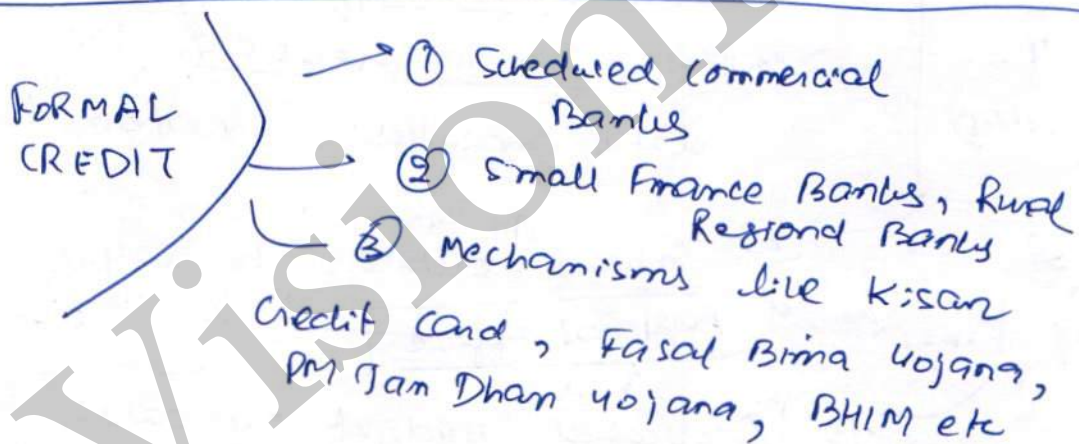 FORMAL
CREDIT
① Scheduled Commercial
Banks
② Small Finance Banks, Rural
Regional Banks
③ Mechanisms like Kisan
Credit Card, Fasal Bima Yojana,
PM Jan Dhan Yojana, BHIM etc
Vision